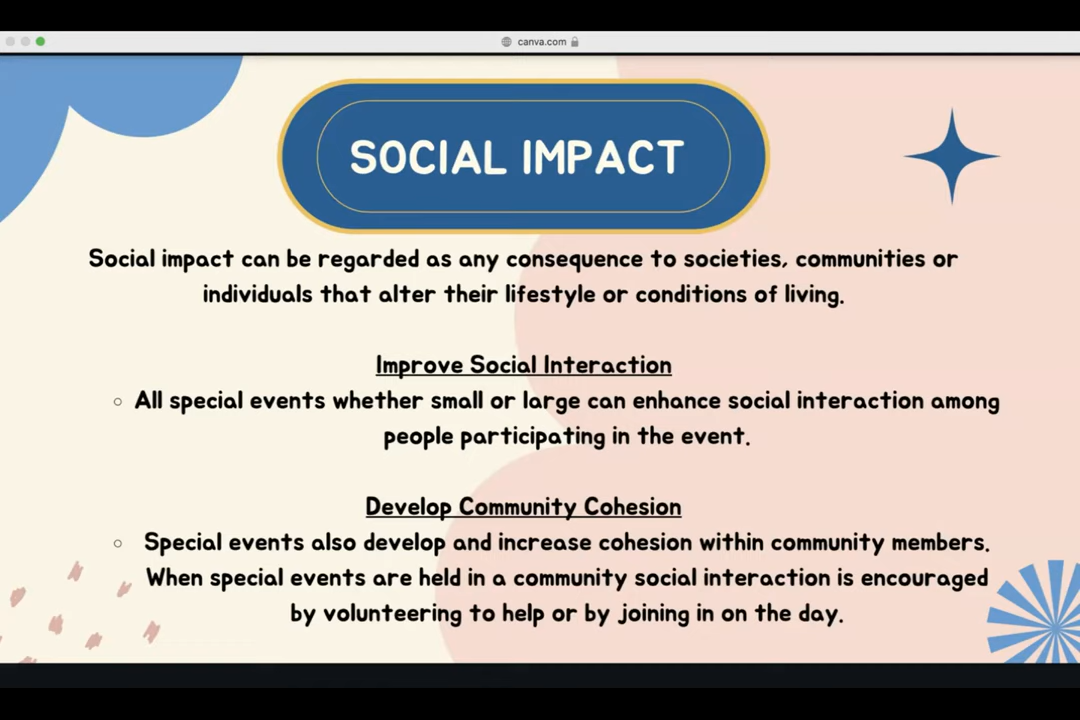 canva.com
SOCIAL IMPACT
Social impact can be regarded as any consequence to societies, communities or
individuals that alter their lifestyle or conditions of living.
Improve Social Interaction
All special events whether small or large can enhance social interaction among
people participating in the event.
Develop Community Cohesion
Special events also develop and increase cohesion within community members.
When special events are held in a community social interaction is encouraged
by volunteering to help or by joining in on the day.